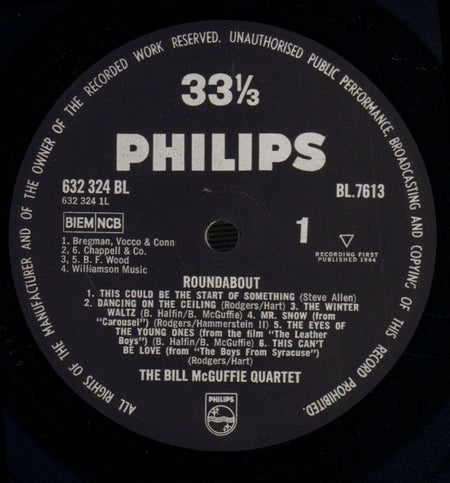 ALL RIGHTS OF THE MANUFACTURER AND OF THE OWNER OF THE RECORDED WORK RESERVED. UNAUTHORISED PUBLIC PERFORMANCE, BROADCASTING AND COPYING OF THIS RECORD PROHIBITED.
33⅓
PHILIPS
632 324 BL
BL.7613
632 324 1L
BIEM NCB
1
1. Bregman, Vocco & Conn
2. 6. Chappell & Co.
3, 5. B. F. Wood
4. Williamson Music
RECORDING FIRST
PUBLISHED 1964
ROUNDABOUT
1. THIS COULD BE THE START OF SOMETHING (Steve Allen)
2. DANCING ON THE CEILING (Rodgers/Hart) 3. THE WINTER
WALTZ (B. Halfin/B. McGuffie) 4. MR. SNOW (from
"Carousel") (Rodgers/Hammerstein II) 5. THE EYES OF
THE YOUNG ONES (from the film "The Leather
Boys") (B. Halfin/B. McGuffie) 6. THIS CAN'T
BE LOVE (from "The Boys From Syracuse")
(Rodgers/Hart)
THE BILL McGUFFIE QUARTET
PHILIPS